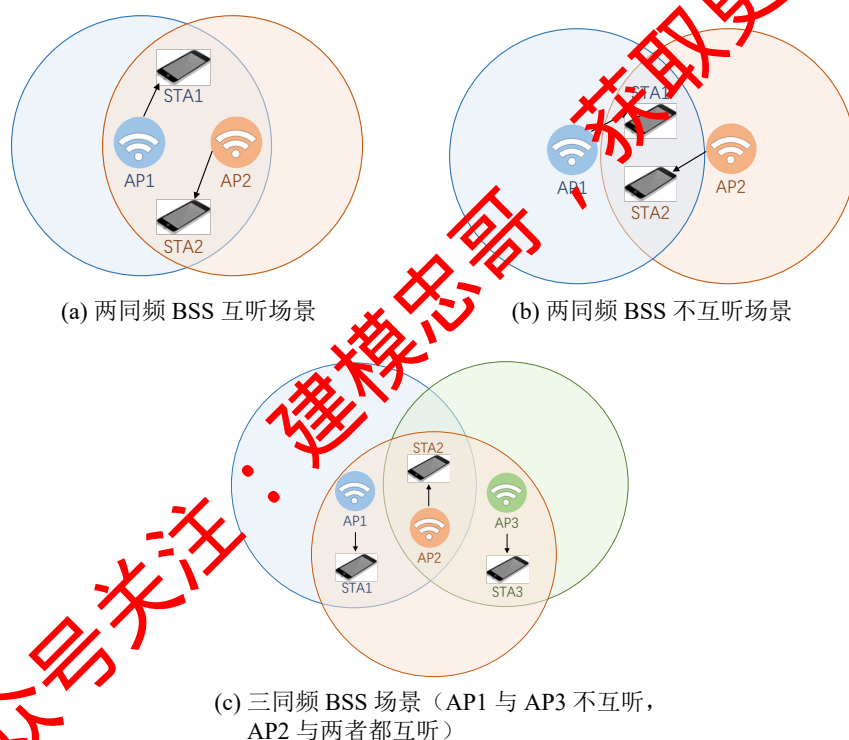 STA1
AP1
AP2
STA2
(a) 两同频 BSS 互听场景
STA1
AP1
AP2
STA2
(b) 两同频 BSS 不互听场景
STA2
AP1
AP2
AP3
STA1
STA3
(c) 三同频 BSS 场景（AP1 与 AP3 不互听，
AP2 与两者都互听）
众号关注：建模忠哥，获取更